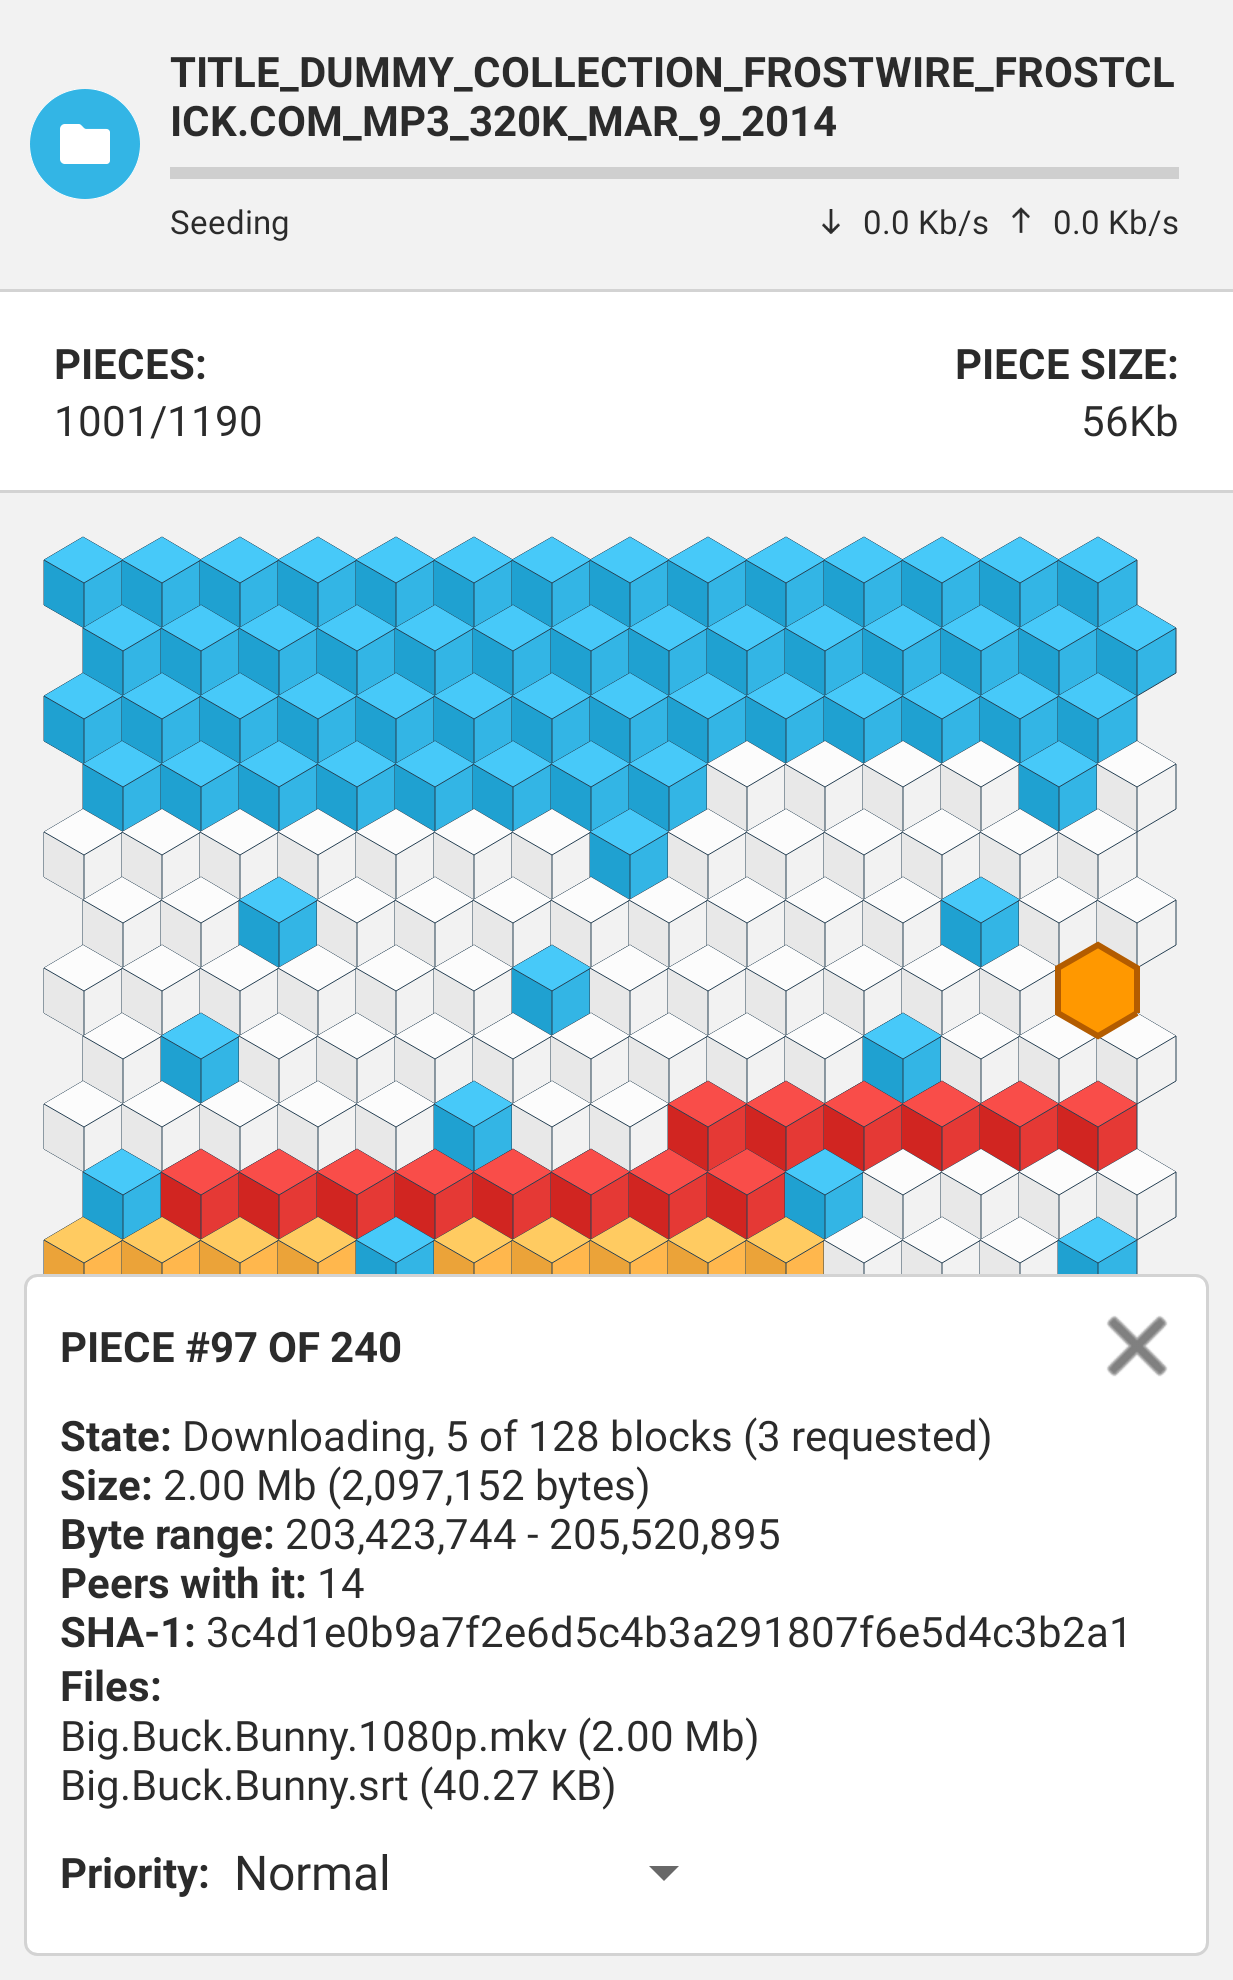 TITLE_DUMMY_COLLECTION_FROSTWIRE_FROSTCL
ICK.COM_MP3_320K_MAR_9_2014
Seeding ↓ 0.0 Kb/s ↑ 0.0 Kb/s
PIECES: PIECE SIZE:
1001/1190 56Kb
PIECE #97 OF 240
State: Downloading, 5 of 128 blocks (3 requested)
Size: 2.00 Mb (2,097,152 bytes)
Byte range: 203,423,744 - 205,520,895
Peers with it: 14
SHA-1: 3c4d1e0b9a7f2e6d5c4b3a291807f6e5d4c3b2a1
Files:
Big.Buck.Bunny.1080p.mkv (2.00 Mb)
Big.Buck.Bunny.srt (40.27 KB)
Priority: Normal